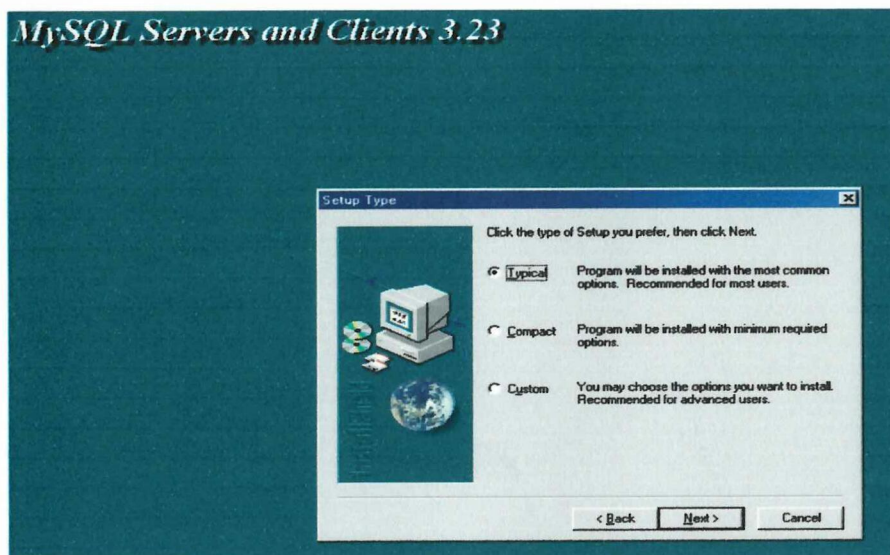 MySQL Servers and Clients 3.23
Setup Type
Click the type of Setup you prefer, then click Next.
Typical
Program will be installed with the most common
options. Recommended for most users.
Compact
Program will be installed with minimum required
options.
Custom
You may choose the options you want to install.
Recommended for advanced users.
< Back
Next >
Cancel